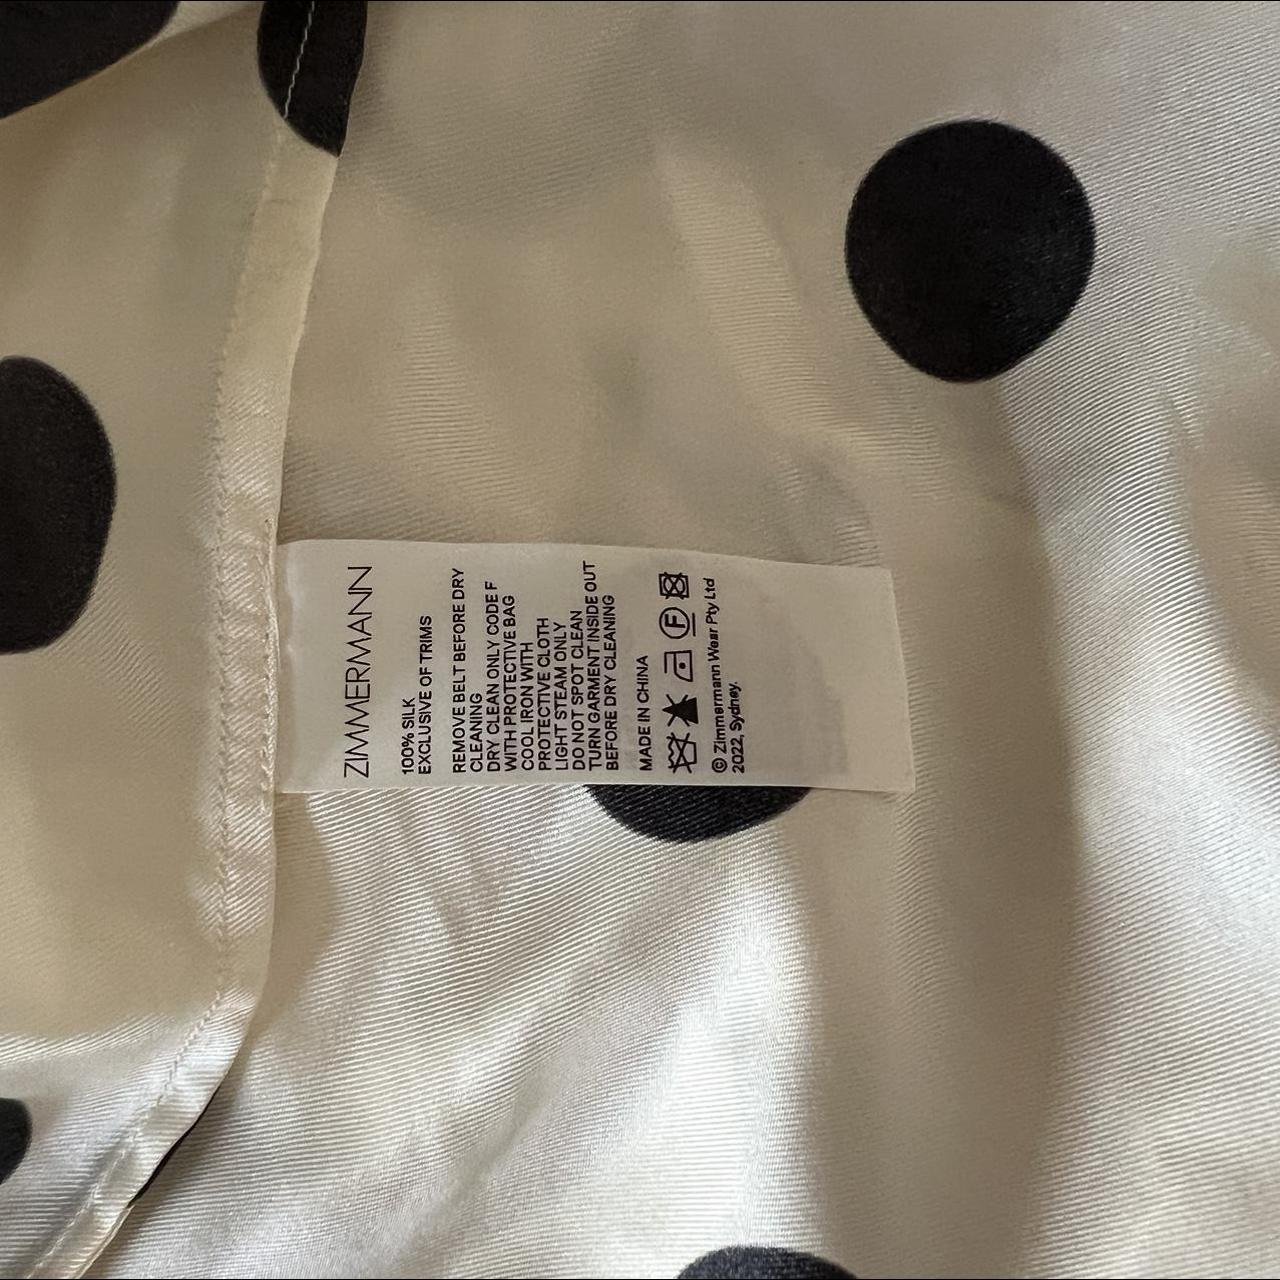 ZIMMERMANN
100% SILK
EXCLUSIVE OF TRIMS
REMOVE BELT BEFORE DRY
CLEANING
DRY CLEAN ONLY CODE F
WITH PROTECTIVE BAG
COOL IRON WITH
PROTECTIVE CLOTH
LIGHT STEAM ONLY
DO NOT SPOT CLEAN
TURN GARMENT INSIDE OUT
BEFORE DRY CLEANING
MADE IN CHINA
F
© Zimmermann Wear Pty Ltd
2022, Sydney.